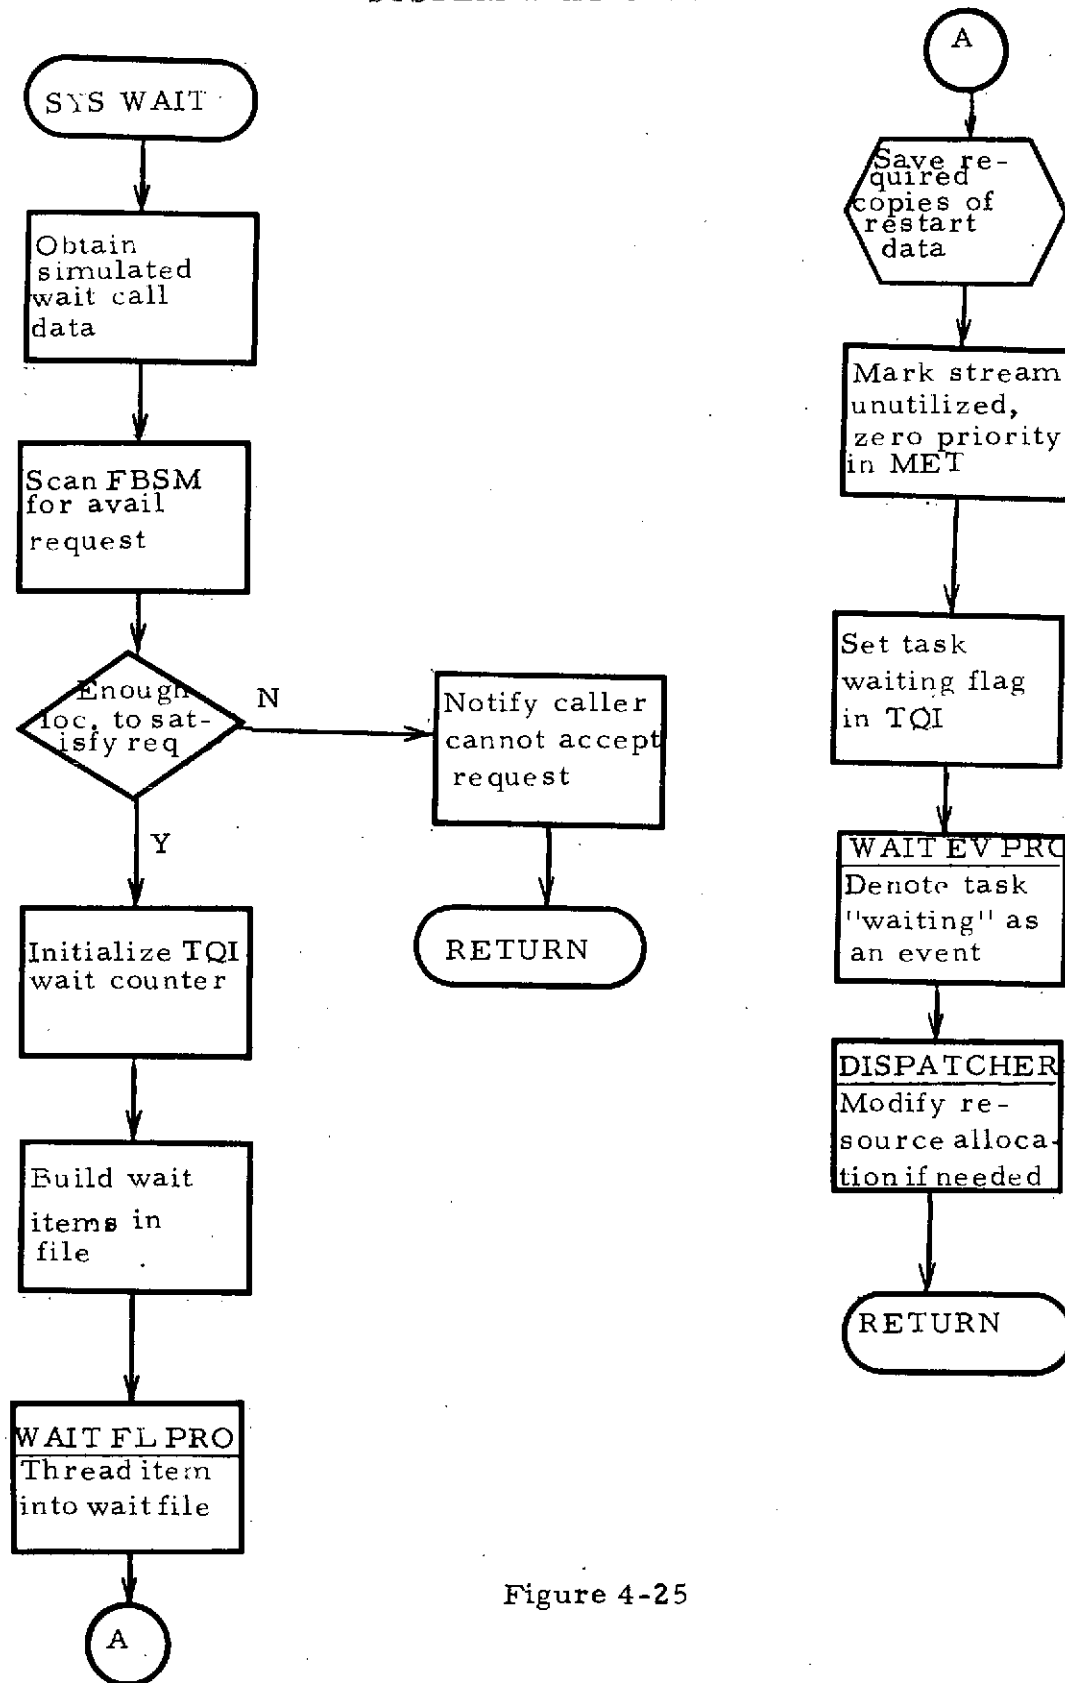 SYS WAIT
Obtain
simulated
wait call
data
Scan FBSM
for avail
request
Enough
loc. to sat-
isfy req
N
Y
Notify caller
cannot accept
request
RETURN
Initialize TQI
wait counter
Build wait
items in
file
WAIT FL PRO
Thread item
into wait file
A
A
Save re-
quired
copies of
restart
data
Mark stream
unutilized,
zero priority
in MET
Set task
waiting flag
in TQI
WAIT EV PRO
Denote task
"waiting" as
an event
DISPATCHER
Modify re-
source alloca-
tion if needed
RETURN
Figure 4-25